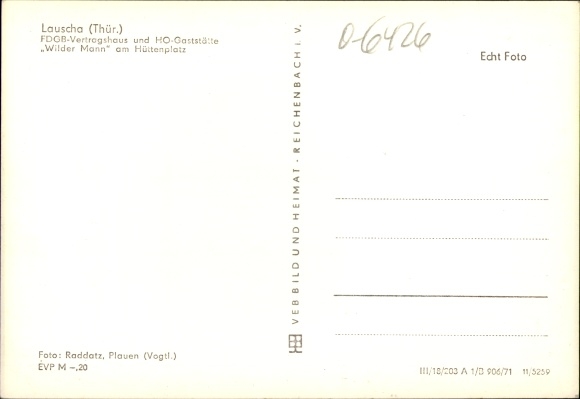 Lauscha (Thür.)
FDGB-Vertragshaus und HO-Gaststätte
„Wilder Mann" am Hüttenplatz
O-6426
Echt Foto
VEB BILD UND HEIMAT · REICHENBACH i. V.
Foto: Raddatz, Plauen (Vogtl.)
EVP M –,20
III/18/203 A 1/B 906/71 11/5259